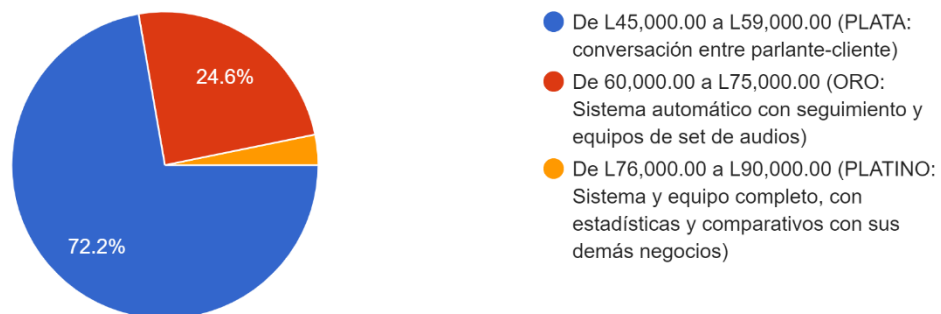 De L45,000.00 a L59,000.00 (PLATA:
conversación entre parlante-cliente)
24.6%
De 60,000.00 a L75,000.00 (ORO:
Sistema automático con seguimiento y
equipos de set de audios)
De L76,000.00 a L90,000.00 (PLATINO:
Sistema y equipo completo, con
estadísticas y comparativos con sus
demás negocios)
72.2%